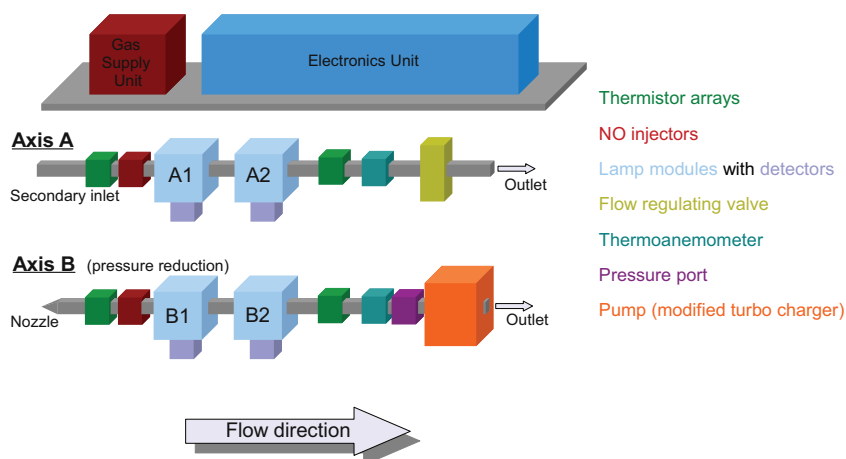 Gas
Supply
Unit
Electronics Unit
Axis A
A1
A2
Secondary inlet
Outlet
Axis B (pressure reduction)
B1
B2
Nozzle
Outlet
Flow direction
Thermistor arrays
NO injectors
Lamp modules with detectors
Flow regulating valve
Thermoanemometer
Pressure port
Pump (modified turbo charger)